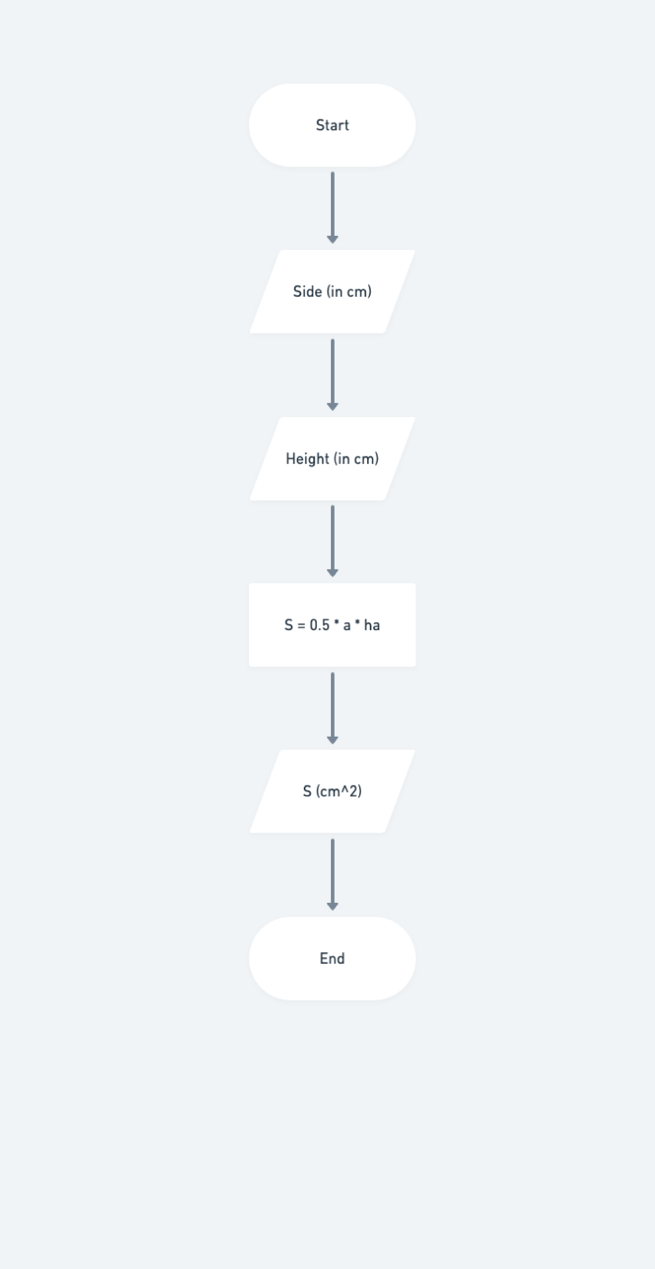 Start
Side (in cm)
Height (in cm)
S = 0.5 * a * ha
S (cm^2)
End